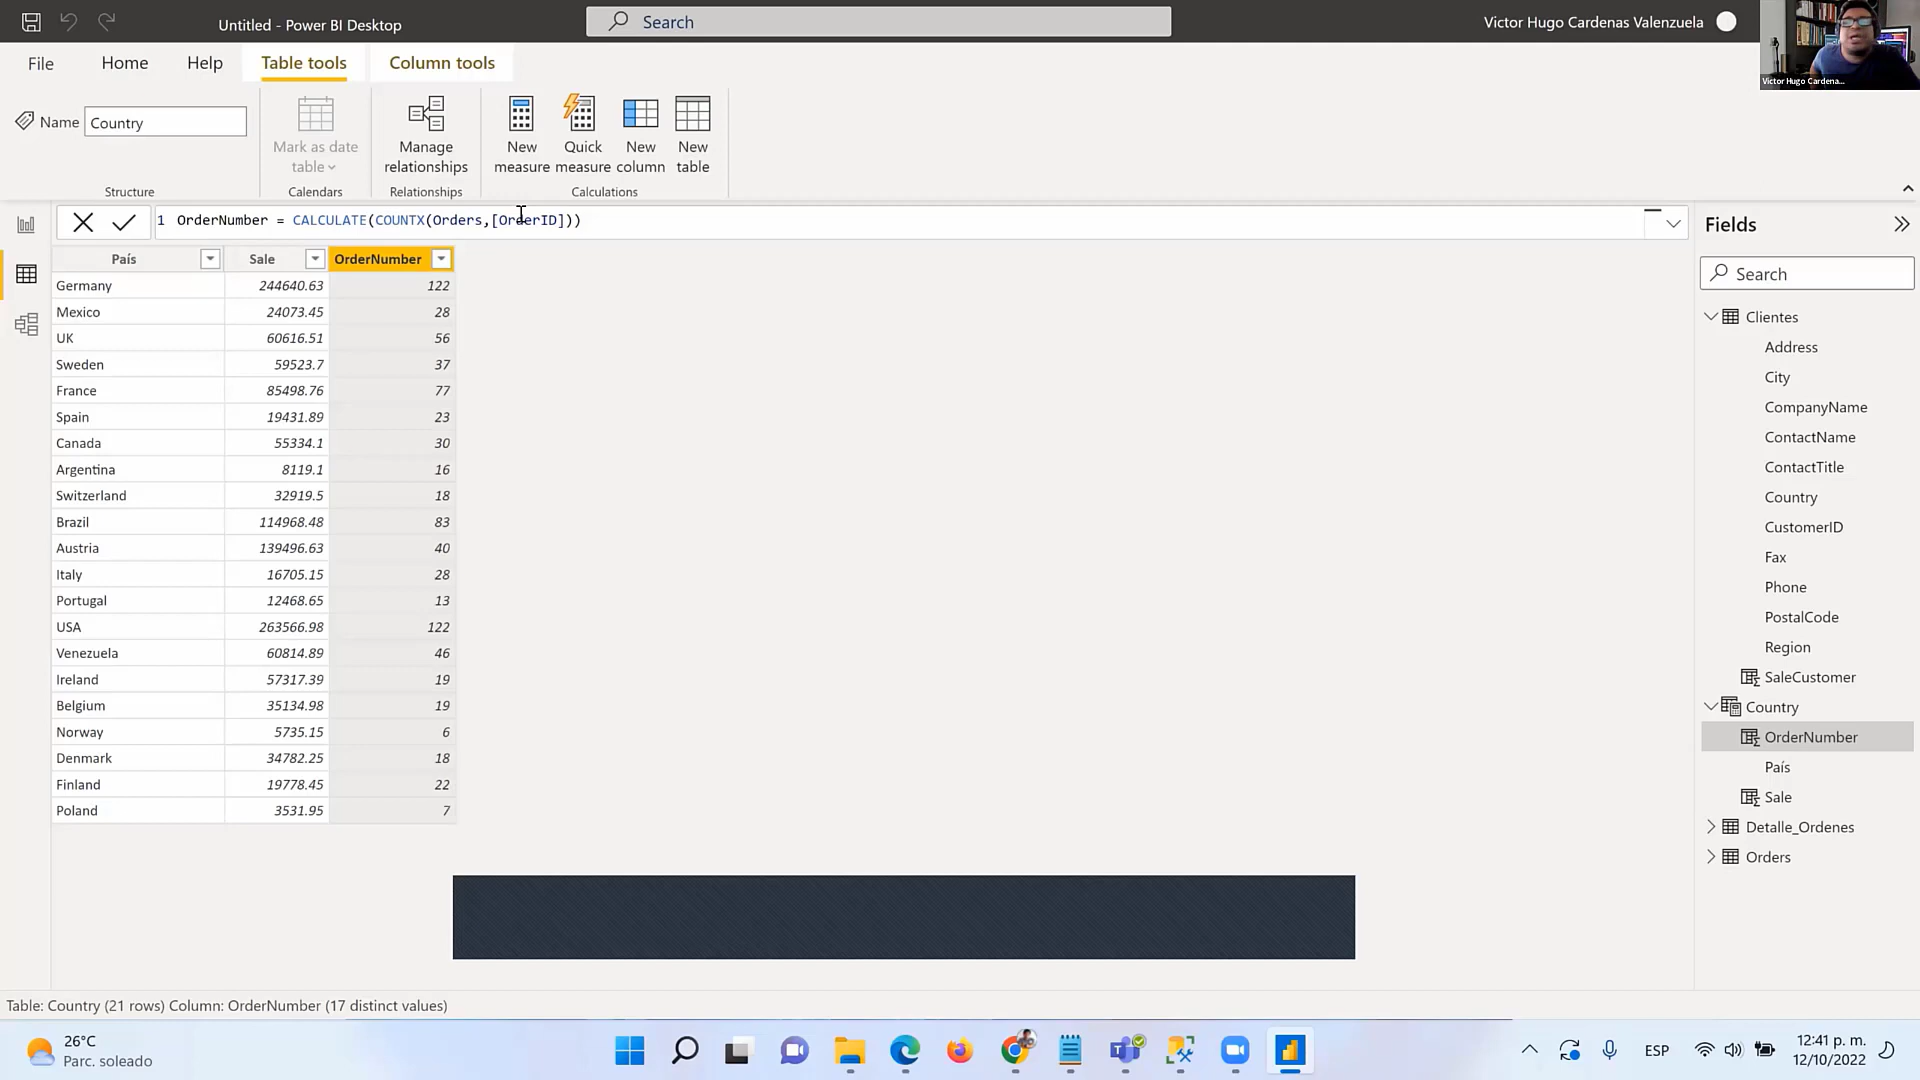 Untitled - Power BI Desktop
Search
Victor Hugo Cardenas Valenzuela
Victor Hugo Cardena...
File
Home
Help
Table tools
Column tools
Name
Country
Mark as date
table
Manage
relationships
New
measure
Quick
measure
New
column
New
table
Structure
Calendars
Relationships
Calculations
1 OrderNumber = CALCULATE(COUNTX(Orders,[OrderID]))
País Sale OrderNumber
Germany 244640.63 122
Mexico 24073.45 28
UK 60616.51 56
Sweden 59523.7 37
France 85498.76 77
Spain 19431.89 23
Canada 55334.1 30
Argentina 8119.1 16
Switzerland 32919.5 18
Brazil 114968.48 83
Austria 139496.63 40
Italy 16705.15 28
Portugal 12468.65 13
USA 263566.98 122
Venezuela 60814.89 46
Ireland 57317.39 19
Belgium 35134.98 19
Norway 5735.15 6
Denmark 34782.25 18
Finland 19778.45 22
Poland 3531.95 7
Fields
Search
Clientes
Address
City
CompanyName
ContactName
ContactTitle
Country
CustomerID
Fax
Phone
PostalCode
Region
SaleCustomer
Country
OrderNumber
País
Sale
Detalle_Ordenes
Orders
Table: Country (21 rows) Column: OrderNumber (17 distinct values)
26°C
Parc. soleado
ESP
12:41 p. m.
12/10/2022